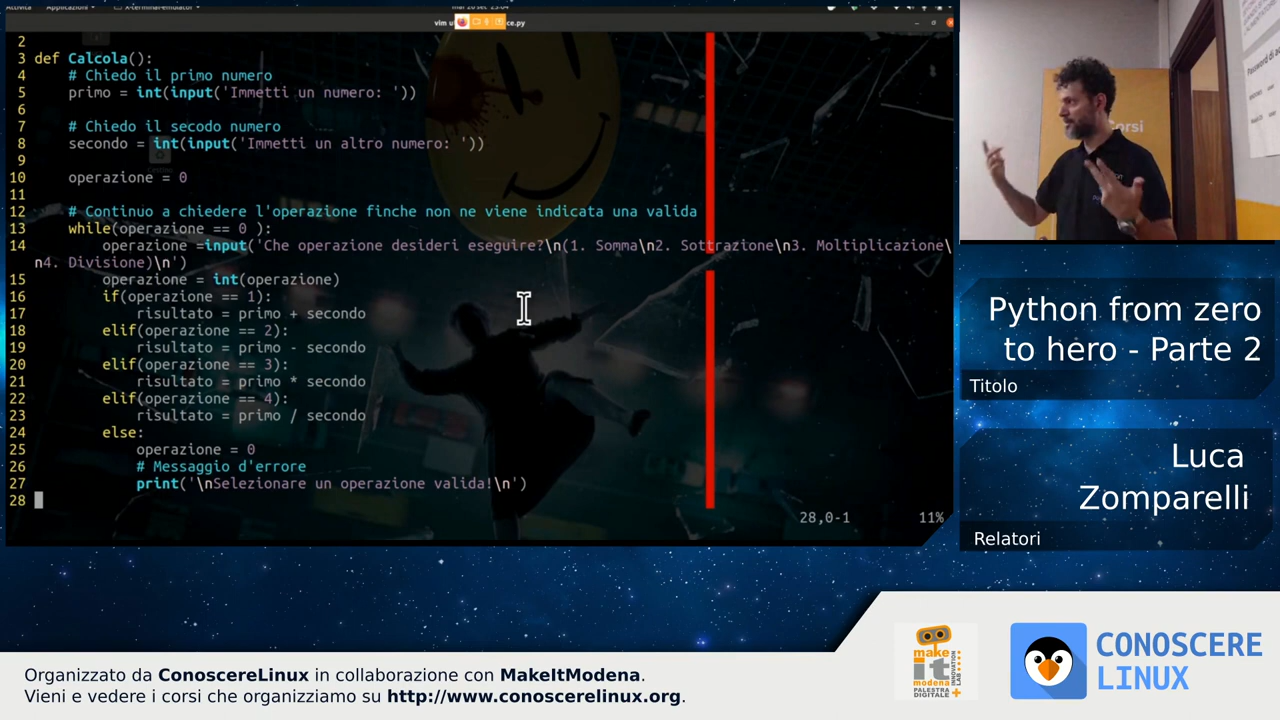 Attività Applicazioni X-terminal-emulator
ce.py
2
3 def Calcola():
4 # Chiedo il primo numero
5 primo = int(input('Immetti un numero: '))
6
7 # Chiedo il secodo numero
8 secondo = int(input('Immetti un altro numero: '))
9
10 operazione = 0
11
12 # Continuo a chiedere l'operazione finche non ne viene indicata una valida
13 while(operazione == 0 ):
14 operazione =input('Che operazione desideri eseguire?\n(1. Somma\n2. Sottrazione\n3. Moltiplicazione\
n4. Divisione)\n')
15 operazione = int(operazione)
16 if(operazione == 1):
17 risultato = primo + secondo
18 elif(operazione == 2):
19 risultato = primo - secondo
20 elif(operazione == 3):
21 risultato = primo * secondo
22 elif(operazione == 4):
23 risultato = primo / secondo
24 else:
25 operazione = 0
26 # Messaggio d'errore
27 print('\nSelezionare un operazione valida!\n')
28
28,0-1 11%
Python from zero
to hero - Parte 2
Titolo
Luca
Zomparelli
Relatori
make
it
modena
PALESTRA
DIGITALE
CONOSCERE
LINUX
Organizzato da ConoscereLinux in collaborazione con MakeItModena.
Vieni e vedere i corsi che organizziamo su http://www.conoscerelinux.org.